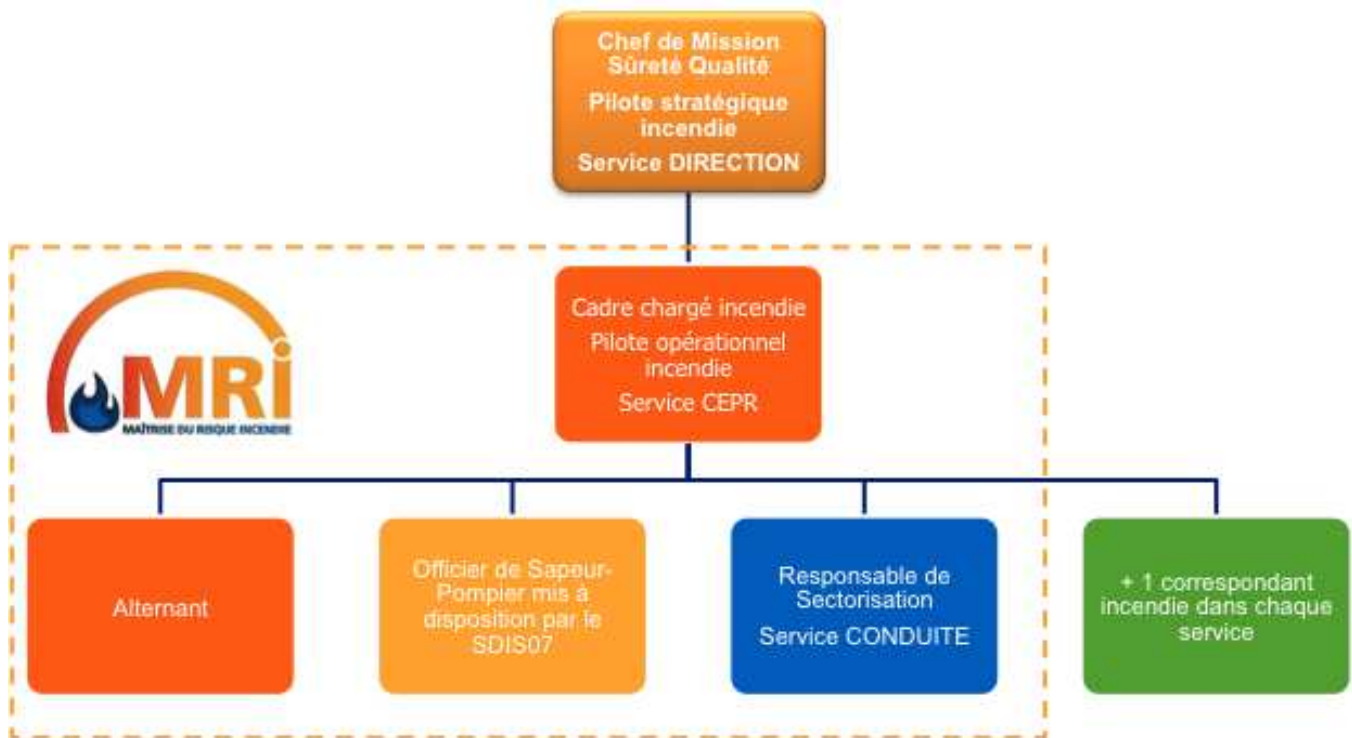 Chef de Mission
Sûreté Qualité
Pilote stratégique
incendie
Service DIRECTION
MRi
MAÎTRISE DU RISQUE INCENDIE
Cadre chargé incendie
Pilote opérationnel
incendie
Service CEPR
Alternant
Officier de Sapeur-
Pompier mis à
disposition par le
SDIS07
Responsable de
Sectorisation
Service CONDUITE
+ 1 correspondant
incendie dans chaque
service